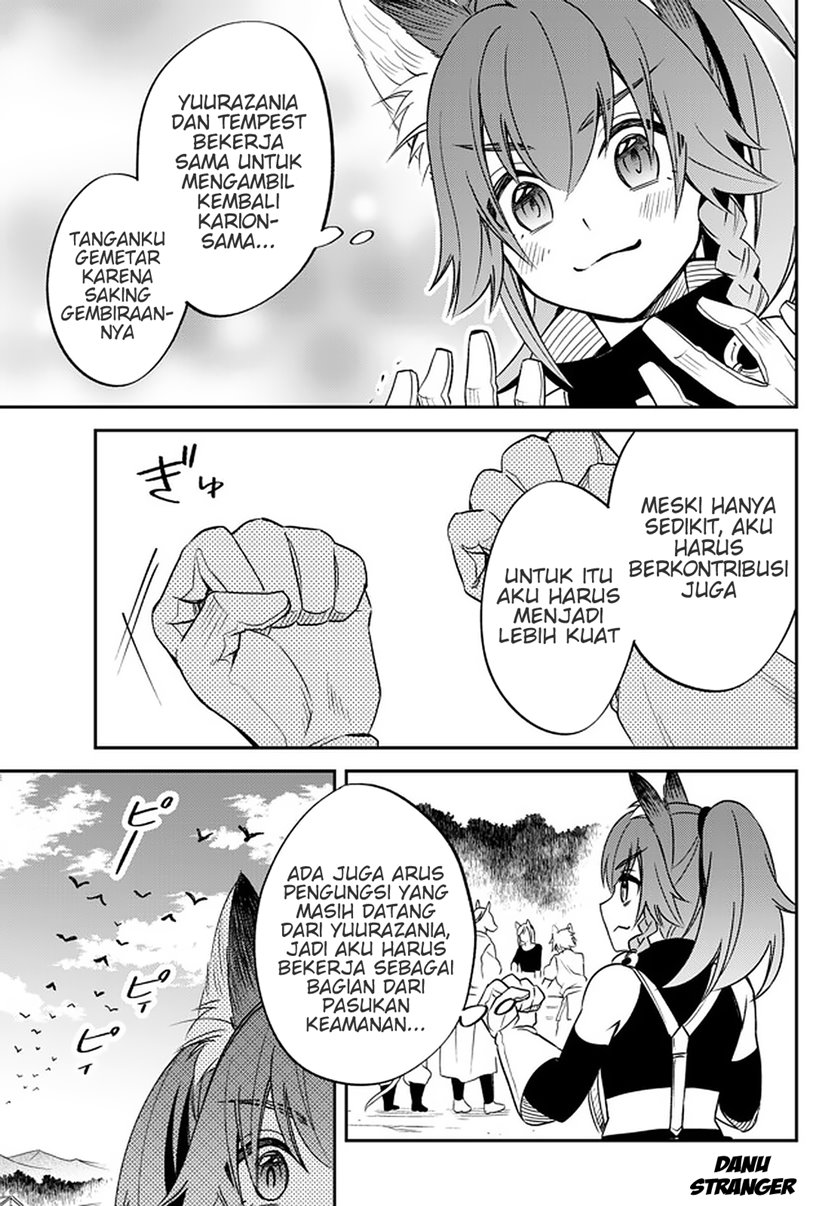 YUURAZANIA
DAN TEMPEST
BEKERJA
SAMA UNTUK
MENGAMBIL
KEMBALI
KARION-
SAMA...
TANGANKU
GEMETAR
KARENA
SAKING
GEMBIRAAN-
NYA
MESKI HANYA
SEDIKIT, AKU
HARUS
BERKONTRIBUSI
JUGA
UNTUK ITU
AKU HARUS
MENJADI
LEBIH KUAT
ぎゅ
ADA JUGA ARUS
PENGUNGSI YANG
MASIH DATANG
DARI YUURAZANIA,
JADI AKU HARUS
BEKERJA SEBAGAI
BAGIAN DARI
PASUKAN
KEAMANAN...
ピー
ピィ
ピィ
DANU
STRANGER